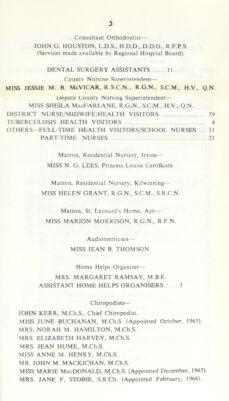 5
Consultant Orthodontist—
JOHN G. HOUSTON, L.D.S., H.D.D., D.D.O., R.F.P.S.
(Services made available by Regional Hospital Board).
DENTAL SURGERY ASSISTANTS ...... 11.
County Nursing Superintendent—
MISS JESSIE M. B. McVICAR, R.S.C.N., R.G.N., S.C.M., H.V., Q.N.
Depute County Nursing Superintendent—
MISS SHEILA MacFARLANE, R.G.N., S.C.M., H.V., Q.N.
DISTRICT NURSE/MIDWIFE/HEALTH VISITORS ............ 59
TUBERCULOSIS HEALTH VISITORS ............ 4
OTHERS—FULL-TIME HEALTH VISITORS/SCHOOL NURSES ... 11
PART-TIME NURSES ............ 21
Matron, Residential Nursery, Irvine—
MISS N. G. LEES, Princess Louise Certificate.
Matron, Residential Nursery, Kilwinning—
MISS HELEN GRANT, R.G.N., S.C.M., S.R.C.N.
Matron, St. Leonard's Home, Ayr—
MISS MARION MORRISON, R.G.N., R.F.N.
Audiometrician—
MISS JEAN B. THOMSON.
Home Helps Organiser—
MRS. MARGARET RAMSAY, M.B.E.
ASSISTANT HOME HELPS ORGANISERS ...... 3
Chiropodists—
JOHN KERR, M.Ch.S., Chief Chiropodist.
MISS JUNE BUCHANAN, M.Ch.S. (Appointed October, 1965).
MRS. NORAH M. HAMILTON, M.Ch.S.
MRS. ELIZABETH HARVEY, M.Ch.S.
MRS. JEAN HUME, M.Ch.S.
MISS ANNE M. HENRY, M.Ch.S.
MR. JOHN M. MACKICHAN, M.Ch.S.
MISS MARIE MacDONALD, M.Ch.S. (Appointed December, 1965).
MRS. JANE F. STOBIE, S.R.Ch. (Appointed February, 1966).